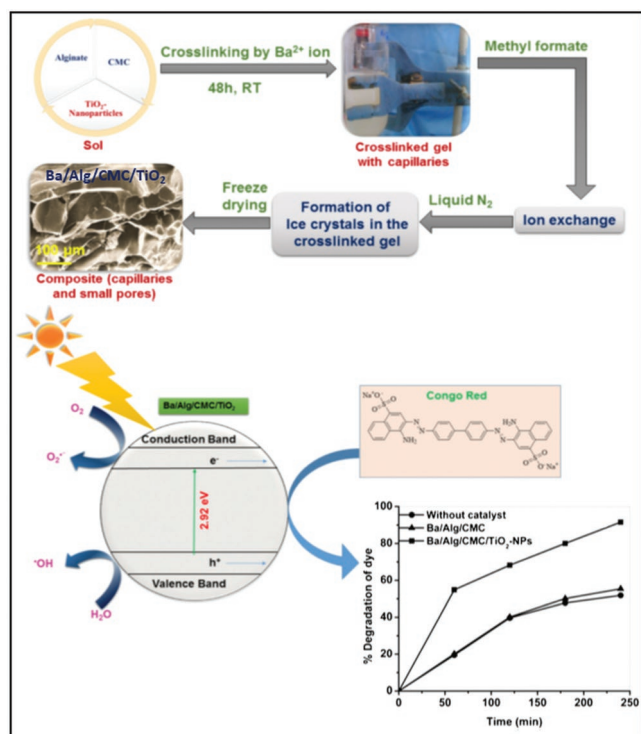 Alginate
CMC
TiO₂-
Nanoparticles
Sol
Crosslinking by Ba²⁺ ion
48h, RT
Crosslinked gel
with capillaries
Methyl formate
Ion exchange
Liquid N₂
Formation of
Ice crystals in the
crosslinked gel
Freeze
drying
Ba/Alg/CMC/TiO₂
100 µm
Composite (capillaries
and small pores)
Ba/Alg/CMC/TiO₂
O₂
O₂⁻˙
Conduction Band
e⁻
2.92 eV
h⁺
Valence Band
˙OH
H₂O
Congo Red
Na⁺O⁻
O
S
O
NH₂
N
N
N
N
NH₂
O
S
O
O⁻Na⁺
Without catalyst
Ba/Alg/CMC
Ba/Alg/CMC/TiO₂-NPs
% Degradation of dye
100
80
60
40
20
0
0 50 100 150 200 250
Time (min)